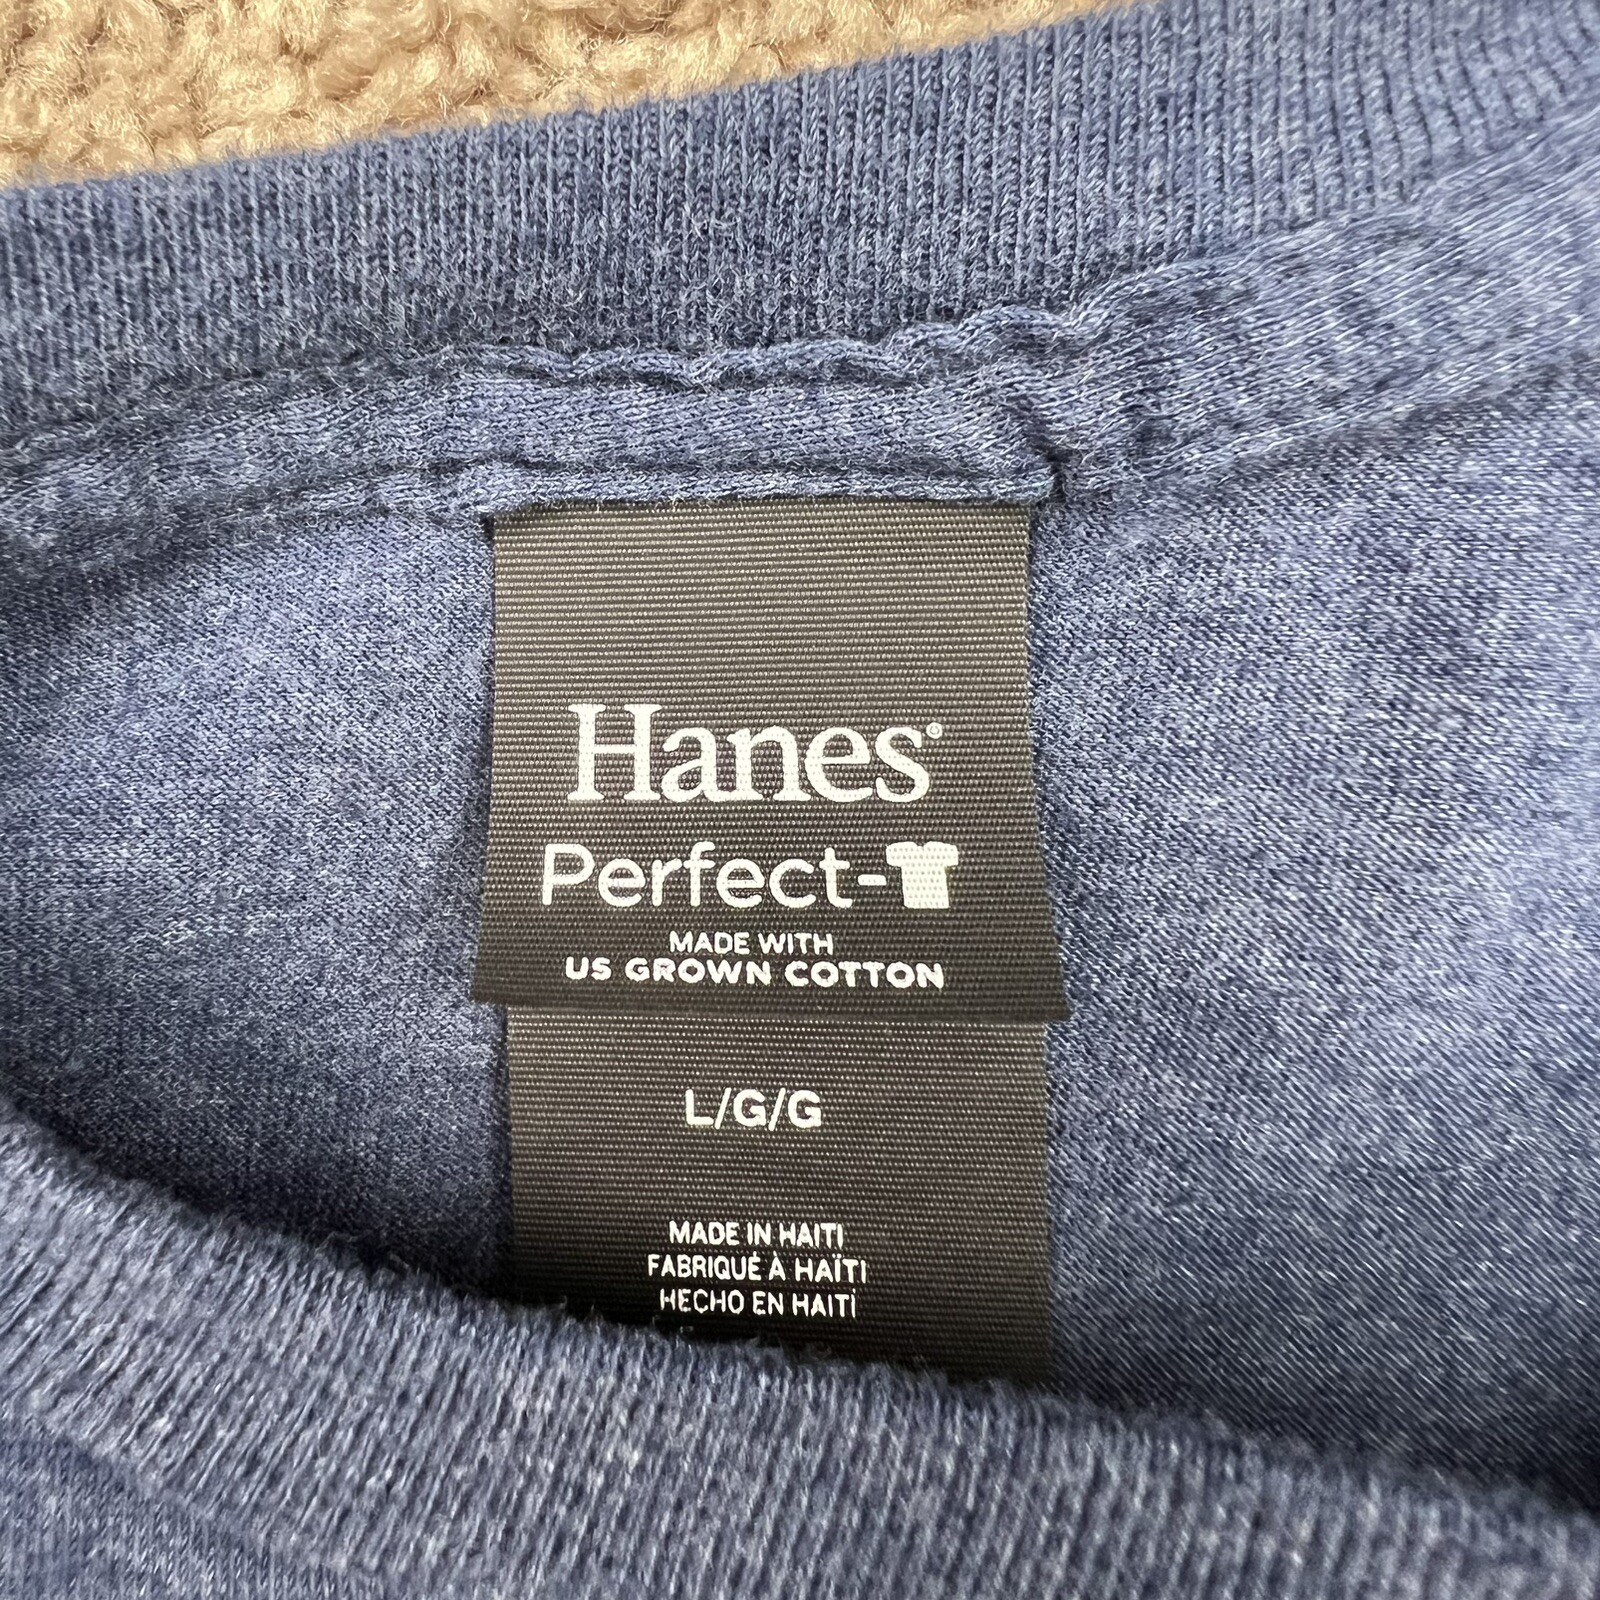 Hanes®
Perfect-T
MADE WITH
US GROWN COTTON
L/G/G
MADE IN HAITI
FABRIQUÉ À HAÏTI
HECHO EN HAITÍ